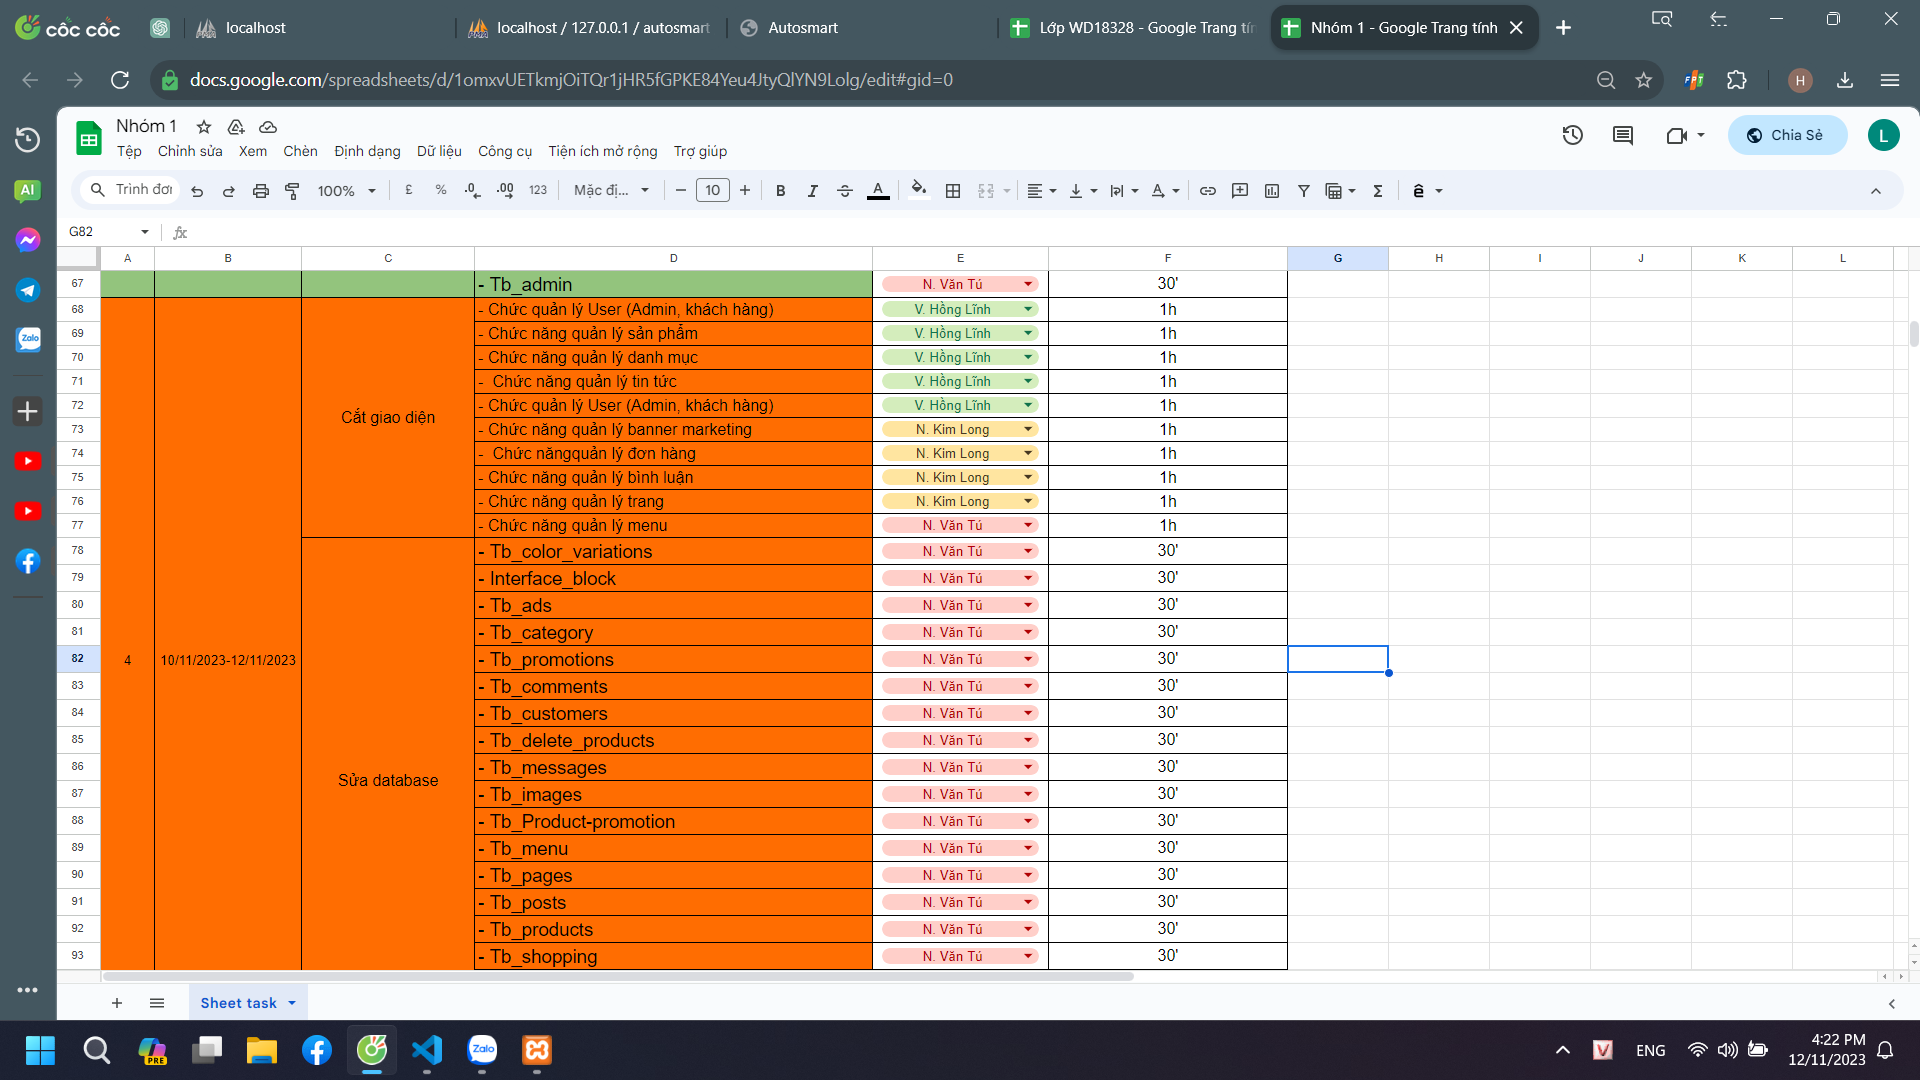 cốc cốc
localhost
localhost / 127.0.0.1 / autosmart
Autosmart
Lớp WD18328 - Google Trang tín
Nhóm 1 - Google Trang tính
docs.google.com/spreadsheets/d/1omxvUETkmjOiTQr1jHR5fGPKE84Yeu4JtyQlYN9Lolg/edit#gid=0
FPT
H
Nhóm 1
Chia Sẻ
L
Tệp Chỉnh sửa Xem Chèn Định dạng Dữ liệu Công cụ Tiện ích mở rộng Trợ giúp
AI
Trình đơn 100% £ % .0 .00 123 Mặc đị... 10 B I A Σ ê
G82 fx
A B C D E F G H I J K L
67 - Tb_admin N. Văn Tú 30'
68 - Chức quản lý User (Admin, khách hàng) V. Hồng Lĩnh 1h
69 - Chức năng quản lý sản phẩm V. Hồng Lĩnh 1h
70 - Chức năng quản lý danh mục V. Hồng Lĩnh 1h
71 - Chức năng quản lý tin tức V. Hồng Lĩnh 1h
72 - Chức quản lý User (Admin, khách hàng) V. Hồng Lĩnh 1h
Cắt giao diện
73 - Chức năng quản lý banner marketing N. Kim Long 1h
74 - Chức năngquản lý đơn hàng N. Kim Long 1h
75 - Chức năng quản lý bình luận N. Kim Long 1h
76 - Chức năng quản lý trang N. Kim Long 1h
77 - Chức năng quản lý menu N. Văn Tú 1h
78 - Tb_color_variations N. Văn Tú 30'
79 - Interface_block N. Văn Tú 30'
80 - Tb_ads N. Văn Tú 30'
81 - Tb_category N. Văn Tú 30'
82 4 10/11/2023-12/11/2023 - Tb_promotions N. Văn Tú 30'
83 - Tb_comments N. Văn Tú 30'
84 - Tb_customers N. Văn Tú 30'
85 - Tb_delete_products N. Văn Tú 30'
86 - Tb_messages N. Văn Tú 30'
Sửa database
87 - Tb_images N. Văn Tú 30'
88 - Tb_Product-promotion N. Văn Tú 30'
89 - Tb_menu N. Văn Tú 30'
90 - Tb_pages N. Văn Tú 30'
91 - Tb_posts N. Văn Tú 30'
92 - Tb_products N. Văn Tú 30'
93 - Tb_shopping N. Văn Tú 30'
Zalo
Sheet task
PRE
Zalo
V
ENG
4:22 PM
12/11/2023